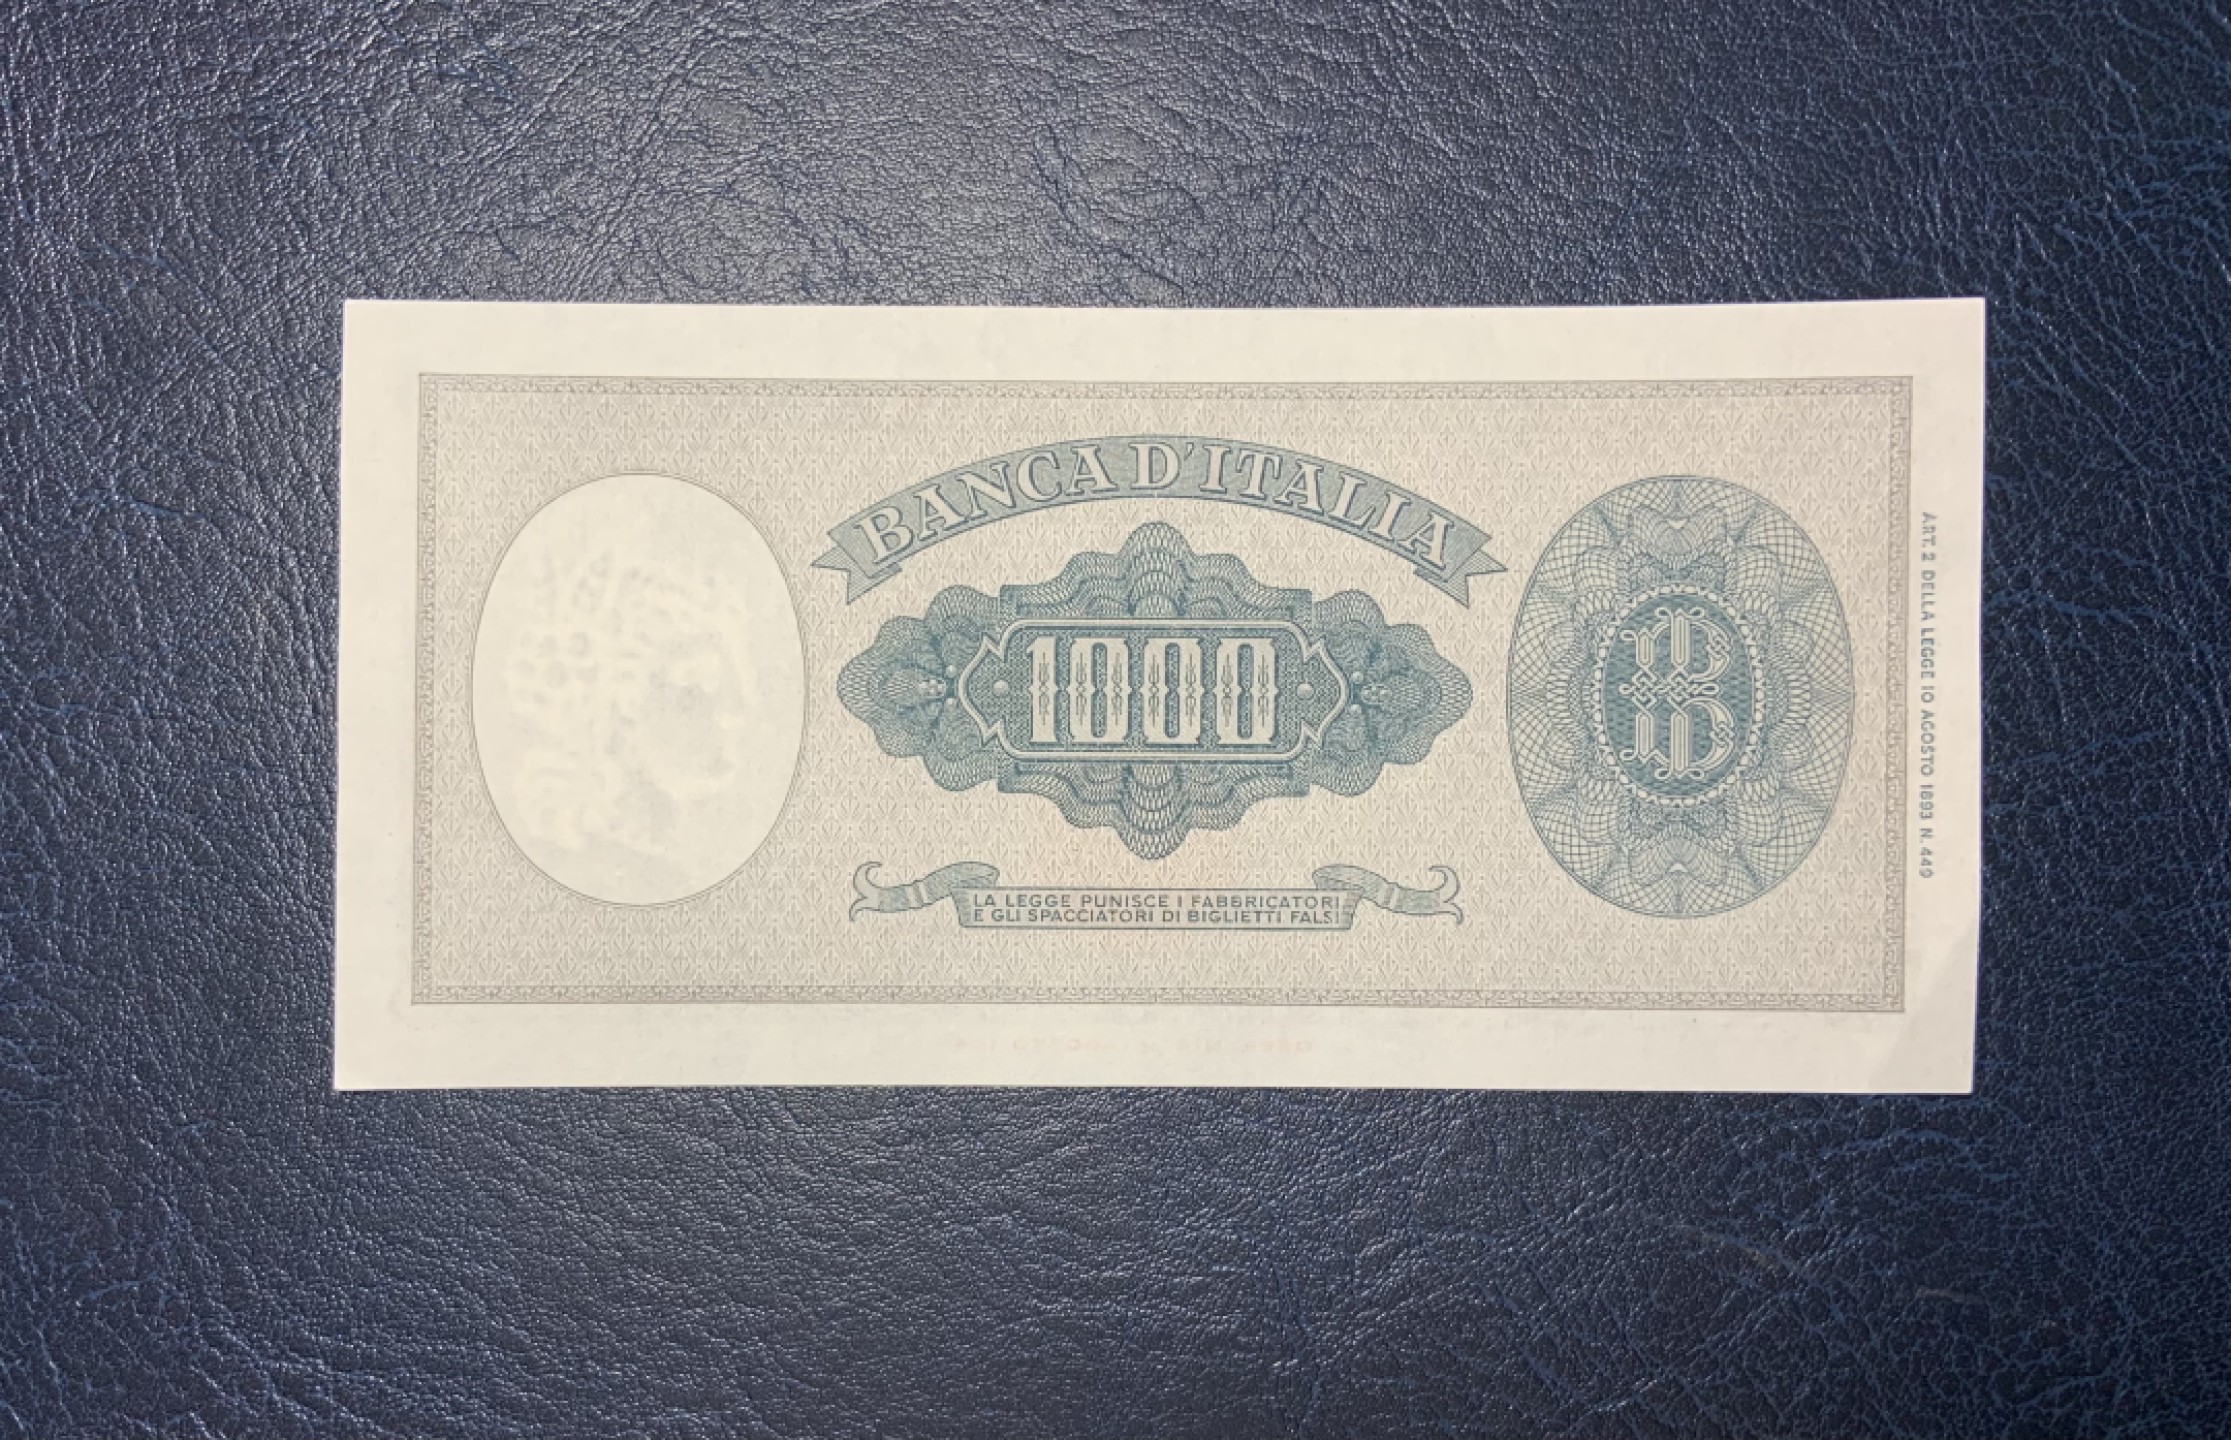 BANCA D'ITALIA
1000
B
LA LEGGE PUNISCE I FABBRICATORI
E GLI SPACCIATORI DI BIGLIETTI FALSI
ART. 2 DELLA LEGGE 10 AGOSTO 1893 N. 449